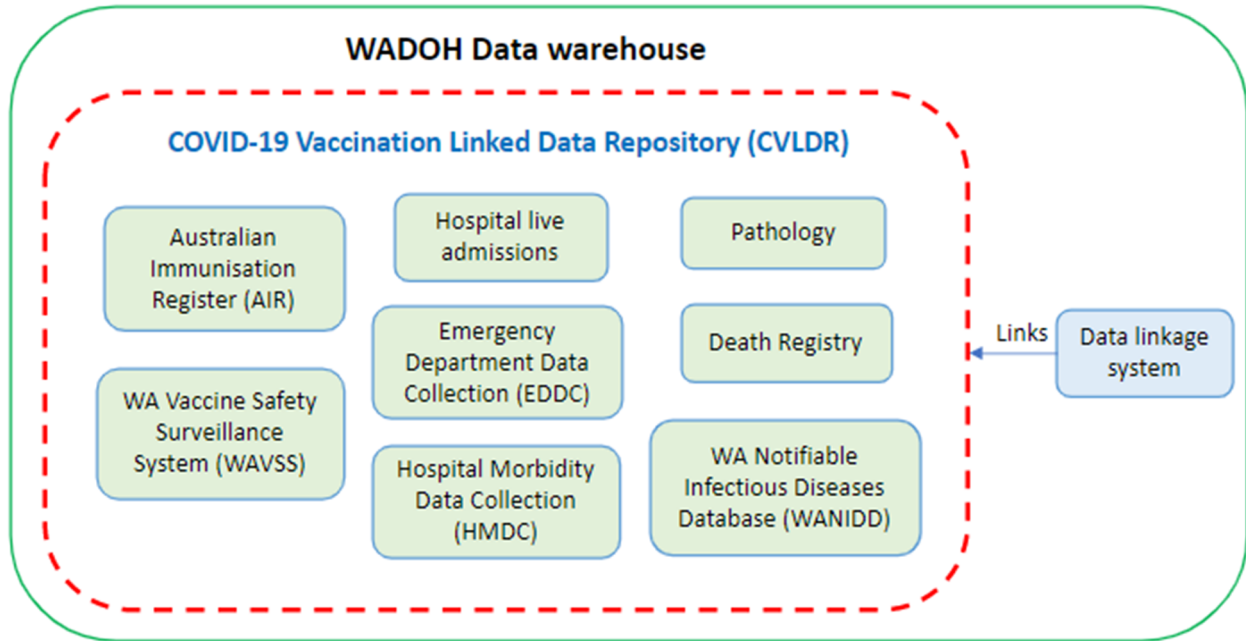 WADOH Data warehouse
COVID-19 Vaccination Linked Data Repository (CVLDR)
Australian
Immunisation
Register (AIR)
WA Vaccine Safety
Surveillance
System (WAVSS)
Hospital live
admissions
Emergency
Department Data
Collection (EDDC)
Hospital Morbidity
Data Collection
(HMDC)
Pathology
Death Registry
WA Notifiable
Infectious Diseases
Database (WANIDD)
Links
Data linkage
system